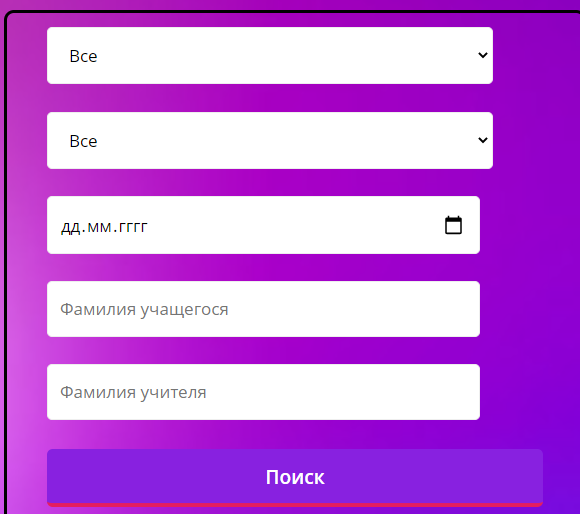 Все
Все
дд.мм.гггг
Фамилия учащегося
Фамилия учителя
Поиск